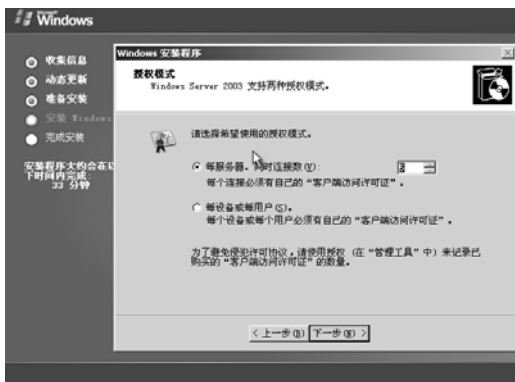 Windows
收集信息
动态更新
准备安装
安装 Windows
完成安装
安装程序大约会在以
下时间内完成:
33 分钟
Windows 安装程序
授权模式
Windows Server 2003 支持两种授权模式。
请选择希望使用的授权模式。
每服务器。同时连接数(V):
每个连接必须有自己的“客户端访问许可证”。
每设备或每用户(S)。
每个设备或每个用户必须有自己的“客户端访问许可证”。
为了避免侵犯许可协议,请使用授权(在“管理工具”中)来记录已
购买的“客户端访问许可证”的数量。
<上一步(B)
下一步(N)>